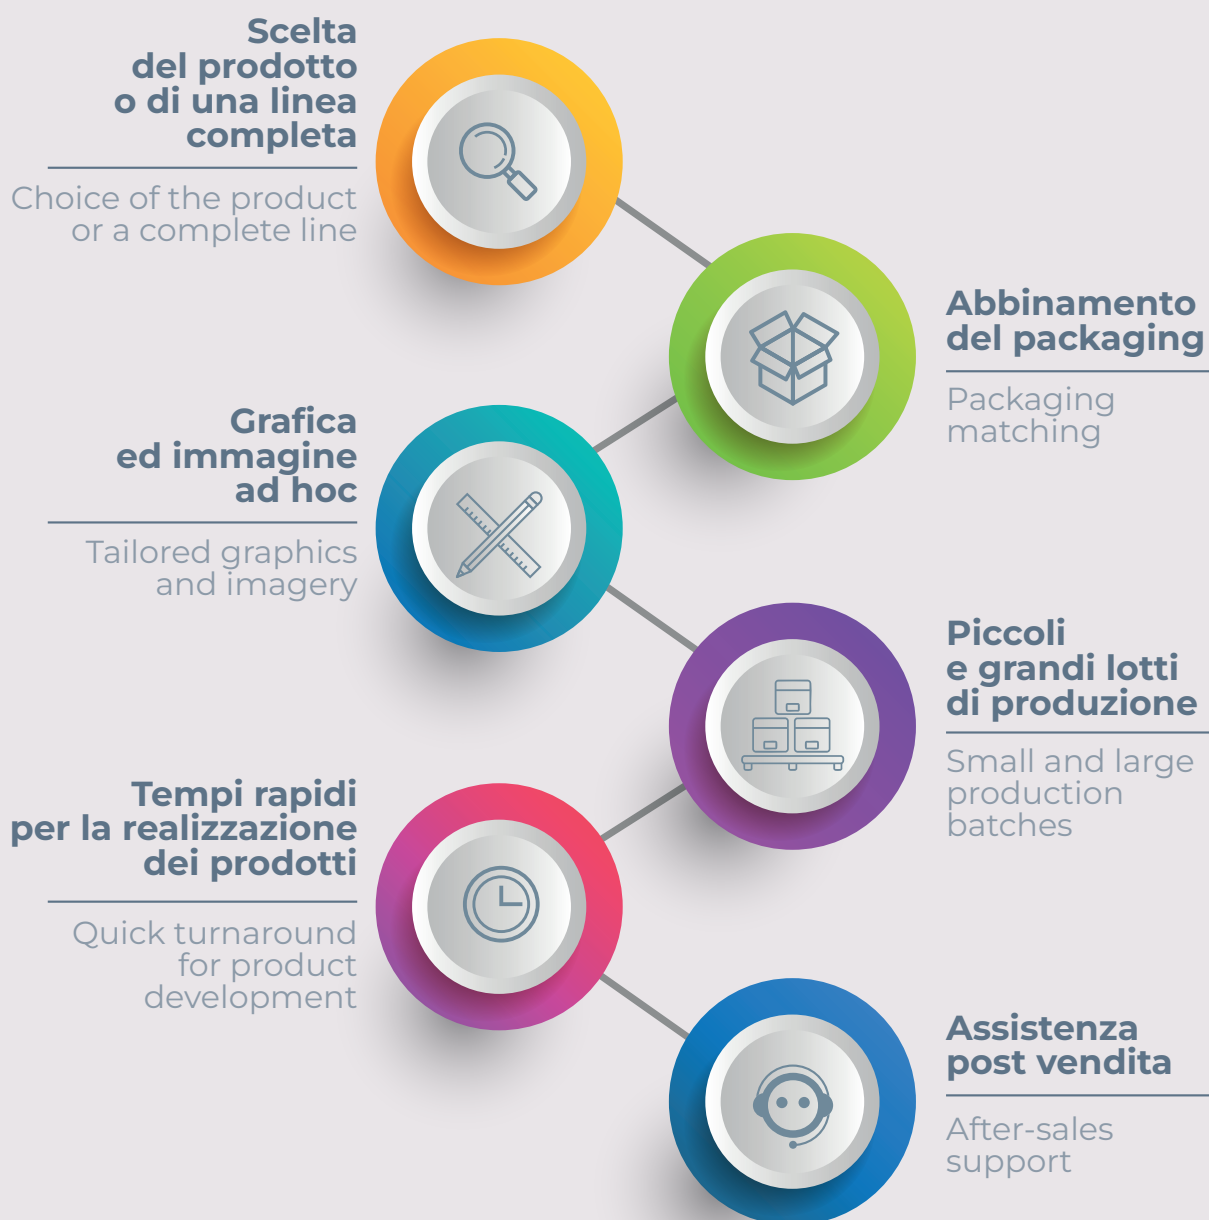 Scelta
del prodotto
o di una linea
completa
Choice of the product
or a complete line
Abbinamento
del packaging
Packaging
matching
Grafica
ed immagine
ad hoc
Tailored graphics
and imagery
Piccoli
e grandi lotti
di produzione
Small and large
production
batches
Tempi rapidi
per la realizzazione
dei prodotti
Quick turnaround
for product
development
Assistenza
post vendita
After-sales
support